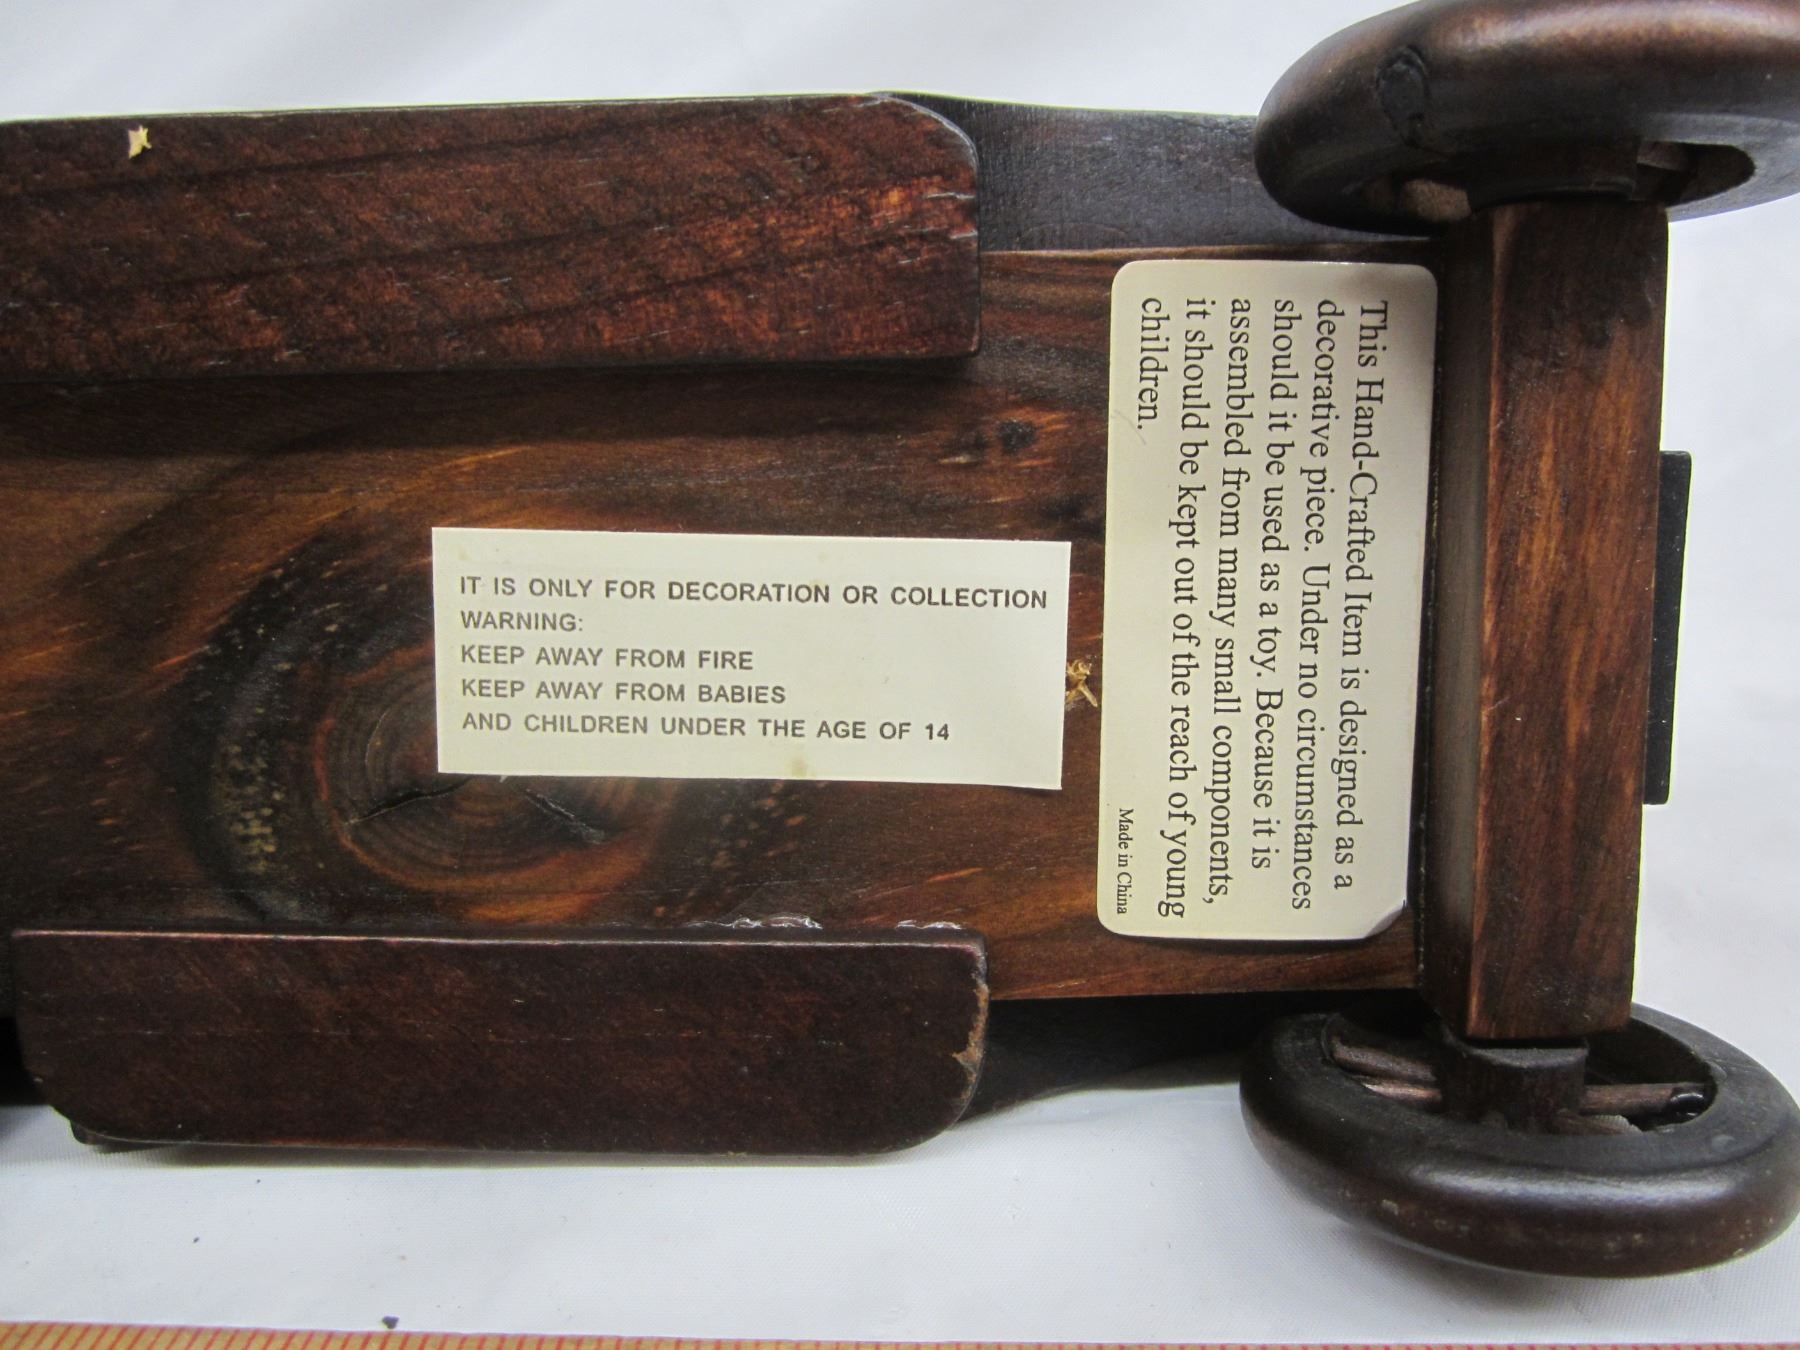 IT IS ONLY FOR DECORATION OR COLLECTION
WARNING:
KEEP AWAY FROM FIRE
KEEP AWAY FROM BABIES
AND CHILDREN UNDER THE AGE OF 14
This Hand-Crafted Item is designed as a
decorative piece. Under no circumstances
should it be used as a toy. Because it is
assembled from many small components,
it should be kept out of the reach of young
children.
Made in China